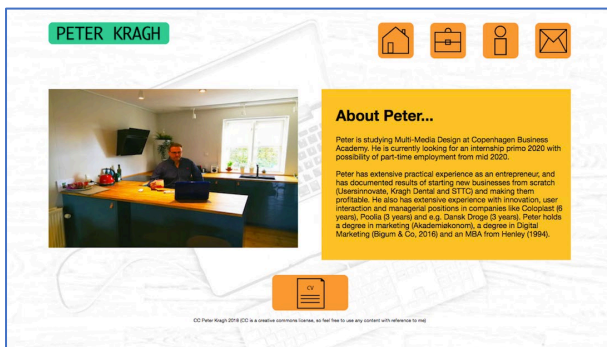 PETER KRAGH
About Peter...
Peter is studying Multi-Media Design at Copenhagen Business
Academy. He is currently looking for an internship primo 2020 with
possibility of part-time employment from mid 2020.
Peter has extensive practical experience as an entrepreneur, and
has documented results of starting new businesses from scratch
(Usersinnovate, Kragh Dental and STTC) and making them
profitable. He also has extensive experience with innovation, user
interaction and managerial positions in companies like Coloplast (6
years), Poolia (3 years) and e.g. Dansk Droge (3 years). Peter holds
a degree in marketing (Akademiøkonom), a degree in Digital
Marketing (Bigum & Co, 2016) and an MBA from Henley (1994).
CV
CC Peter Kragh 2019 (CC is a creative commons license, so feel free to use any content with reference to me)